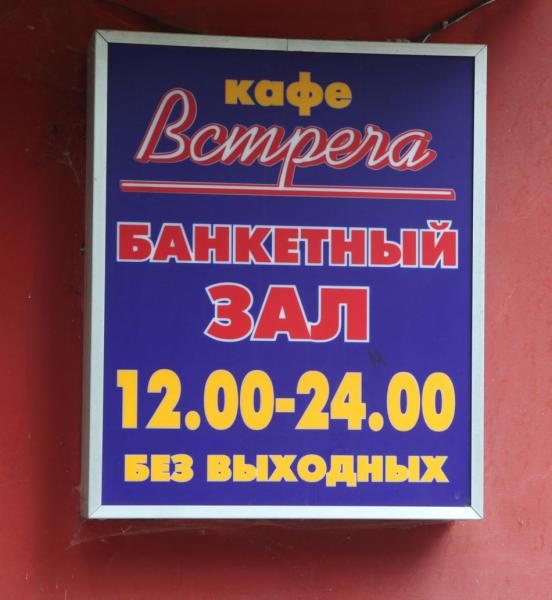 кафе
Встреча
БАНКЕТНЫЙ
ЗАЛ
12.00-24.00
БЕЗ ВЫХОДНЫХ